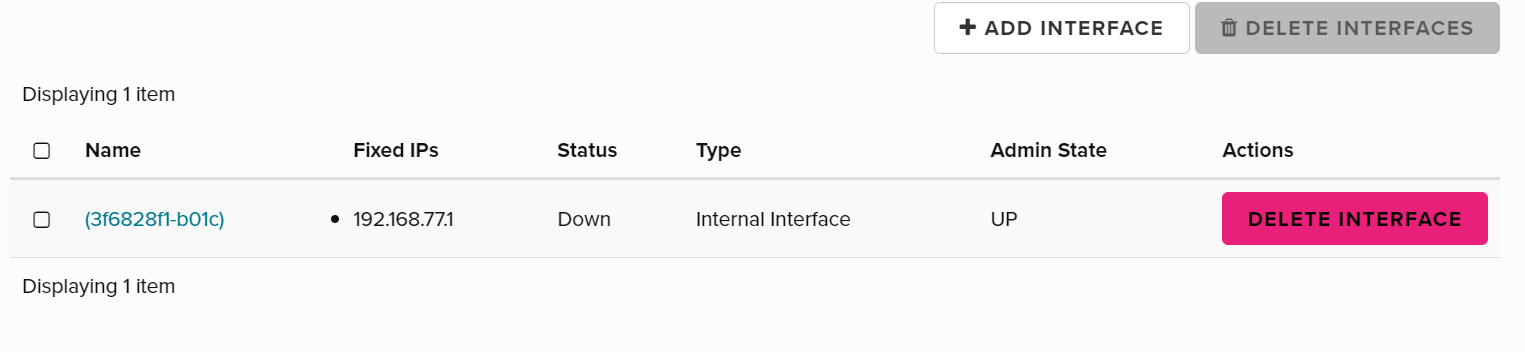 ADD INTERFACE DELETE INTERFACES
Displaying 1 item
Name Fixed IPs Status Type Admin State Actions
(3f6828f1-b01c) • 192.168.77.1 Down Internal Interface UP DELETE INTERFACE
Displaying 1 item